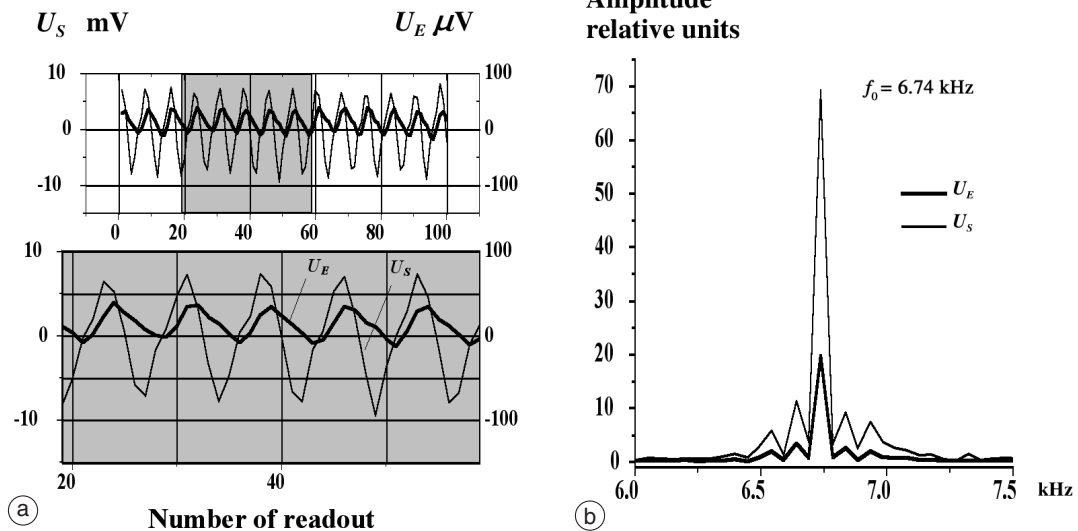 U_S mV U_E μV
10 100
0 0
-10 -100
0 20 40 60 80 100
10 100
U_E U_S
0 0
-10 -100
20 40
a Number of readout
Amplitude
relative units
70
f₀ = 6.74 kHz
60
50
U_E
U_S
40
30
20
10
0
6.0 6.5 7.0 7.5 kHz
b